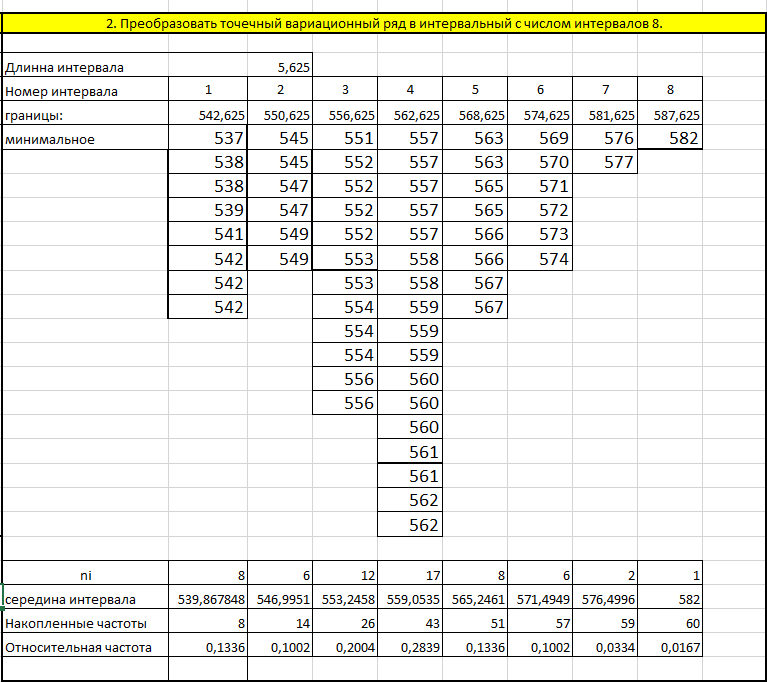 2. Преобразовать точечный вариационный ряд в интервальный с числом интервалов 8.
Длинна интервала 5,625
Номер интервала 1 2 3 4 5 6 7 8
границы: 542,625 550,625 556,625 562,625 568,625 574,625 581,625 587,625
минимальное 537 545 551 557 563 569 576 582
538 545 552 557 563 570 577
538 547 552 557 565 571
539 547 552 557 565 572
541 549 552 557 566 573
542 549 553 558 566 574
542 553 558 567
542 554 559 567
554 559
554 559
556 560
556 560
560
561
561
562
562
ni 8 6 12 17 8 6 2 1
середина интервала 539,867848 546,9951 553,2458 559,0535 565,2461 571,4949 576,4996 582
Накопленные частоты 8 14 26 43 51 57 59 60
Относительная частота 0,1336 0,1002 0,2004 0,2839 0,1336 0,1002 0,0334 0,0167